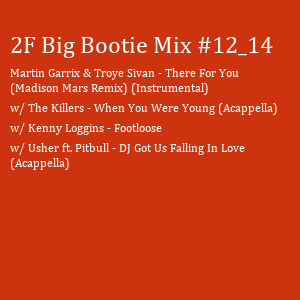 2F Big Bootie Mix #12_14
Martin Garrix & Troye Sivan - There For You
(Madison Mars Remix) (Instrumental)
w/ The Killers - When You Were Young (Acappella)
w/ Kenny Loggins - Footloose
w/ Usher ft. Pitbull - DJ Got Us Falling In Love
(Acappella)